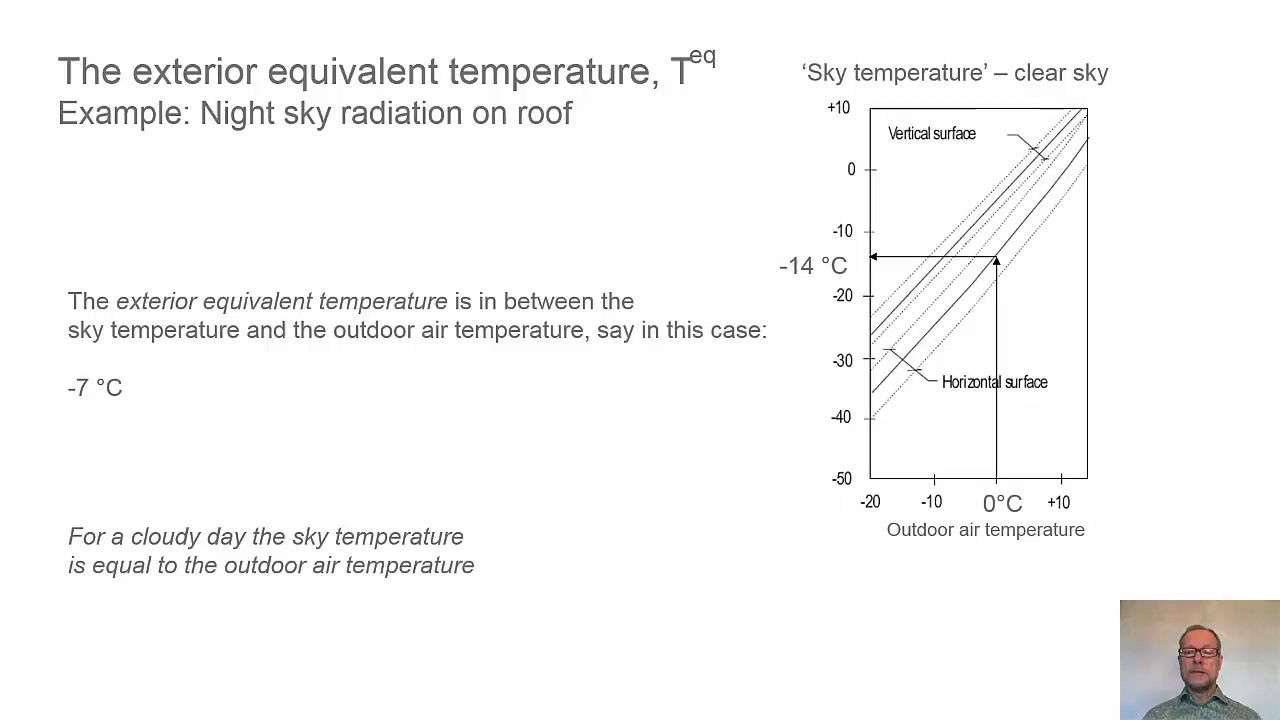 The exterior equivalent temperature, T^eq
Example: Night sky radiation on roof
The exterior equivalent temperature is in between the
sky temperature and the outdoor air temperature, say in this case:
-7 °C
For a cloudy day the sky temperature
is equal to the outdoor air temperature
‘Sky temperature’ – clear sky
+10
Vertical surface
0
-10
-14 °C
-20
-30
Horizontal surface
-40
-50
-20 -10 0°C +10
Outdoor air temperature